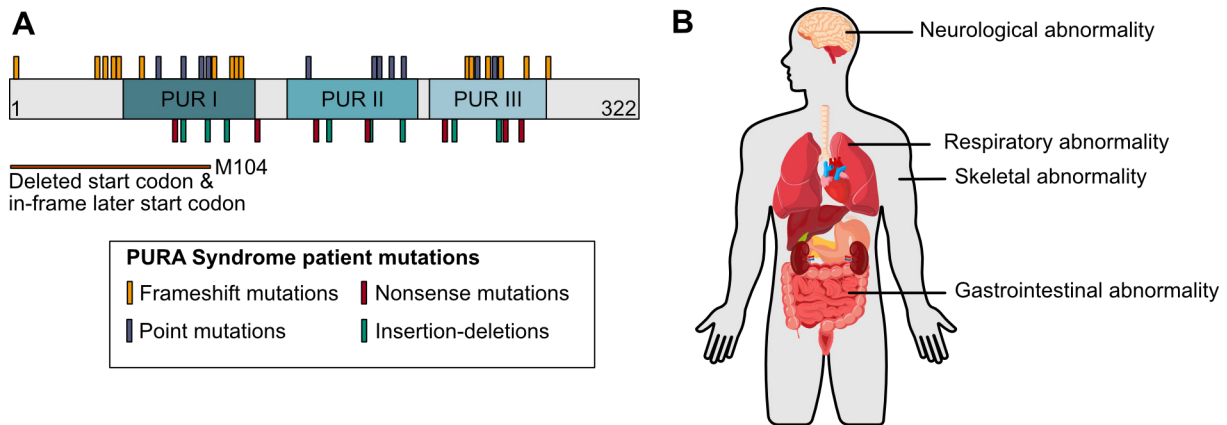 A
PUR I
PUR II
PUR III
1
322
M104
Deleted start codon &
in-frame later start codon
PURA Syndrome patient mutations
Frameshift mutations
Nonsense mutations
Point mutations
Insertion-deletions
B
Neurological abnormality
Respiratory abnormality
Skeletal abnormality
Gastrointestinal abnormality